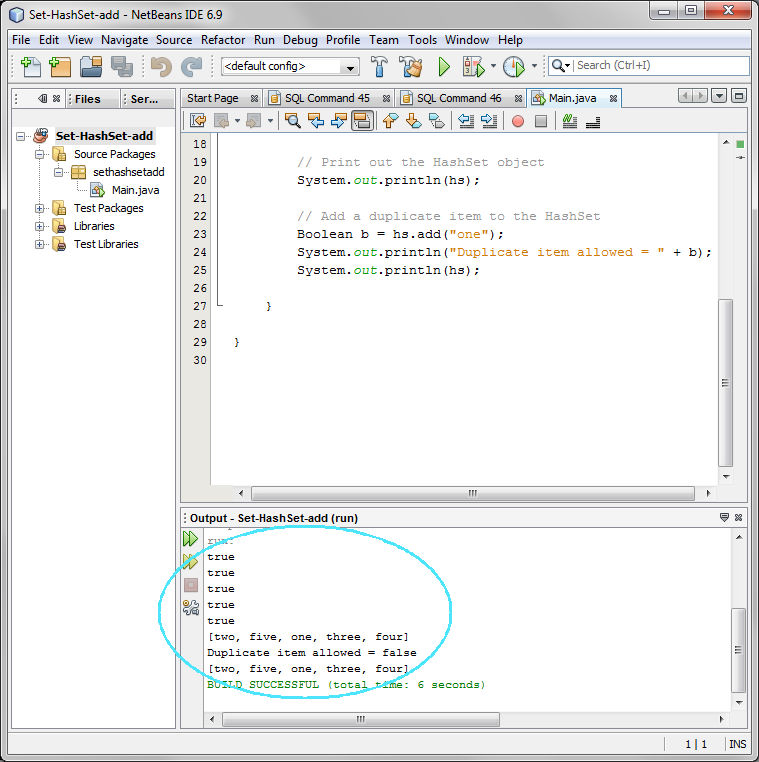 Set-HashSet-add - NetBeans IDE 6.9
File Edit View Navigate Source Refactor Run Debug Profile Team Tools Window Help
<default config>
Search (Ctrl+I)
Files
Ser...
Start Page
SQL Command 45
SQL Command 46
Main.java
Set-HashSet-add
Source Packages
sethashsetadd
Main.java
Test Packages
Libraries
Test Libraries
18
19 // Print out the HashSet object
20 System.out.println(hs);
21
22 // Add a duplicate item to the HashSet
23 Boolean b = hs.add("one");
24 System.out.println("Duplicate item allowed = " + b);
25 System.out.println(hs);
26
27 }
28
29 }
30
Output - Set-HashSet-add (run)
run:
true
true
true
true
true
[two, five, one, three, four]
Duplicate item allowed = false
[two, five, one, three, four]
BUILD SUCCESSFUL (total time: 6 seconds)
1 | 1 INS